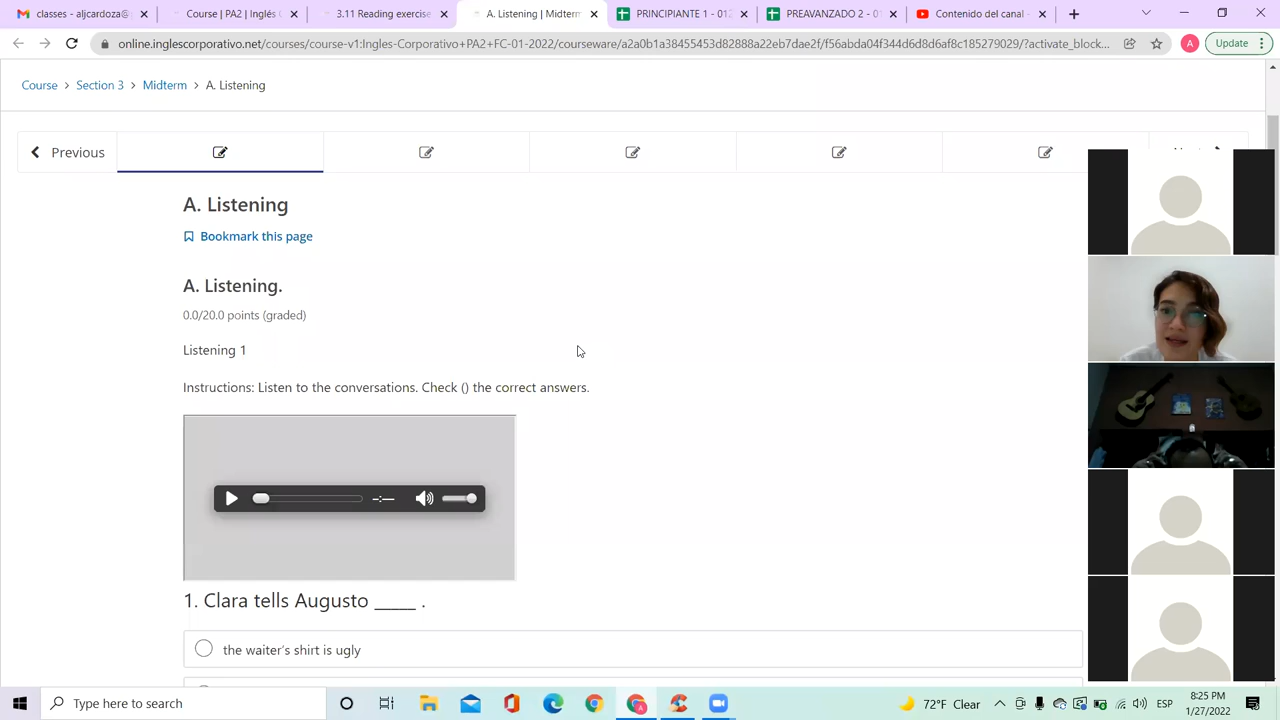 classes - aljcardoza@
Course | PA2 | Inglés C
3.11 Reading exercise
A. Listening | Midterm
PRINCIPIANTE 1 - 01
PREAVANZADO 2 - 0
Contenido del canal -
online.inglescorporativo.net/courses/course-v1:Ingles-Corporativo+PA2+EC-01-2022/courseware/a2a0b1a38455453d82888a22eb7dae2f/f56abda04f344d6d8d6af8c185279029/?activate_block...
A
Update
Course > Section 3 > Midterm > A. Listening
Previous
A. Listening
Bookmark this page
A. Listening.
0.0/20.0 points (graded)
Listening 1
Instructions: Listen to the conversations. Check () the correct answers.
-:--
1. Clara tells Augusto _____ .
the waiter's shirt is ugly
Type here to search
72°F Clear
ESP
8:25 PM
1/27/2022